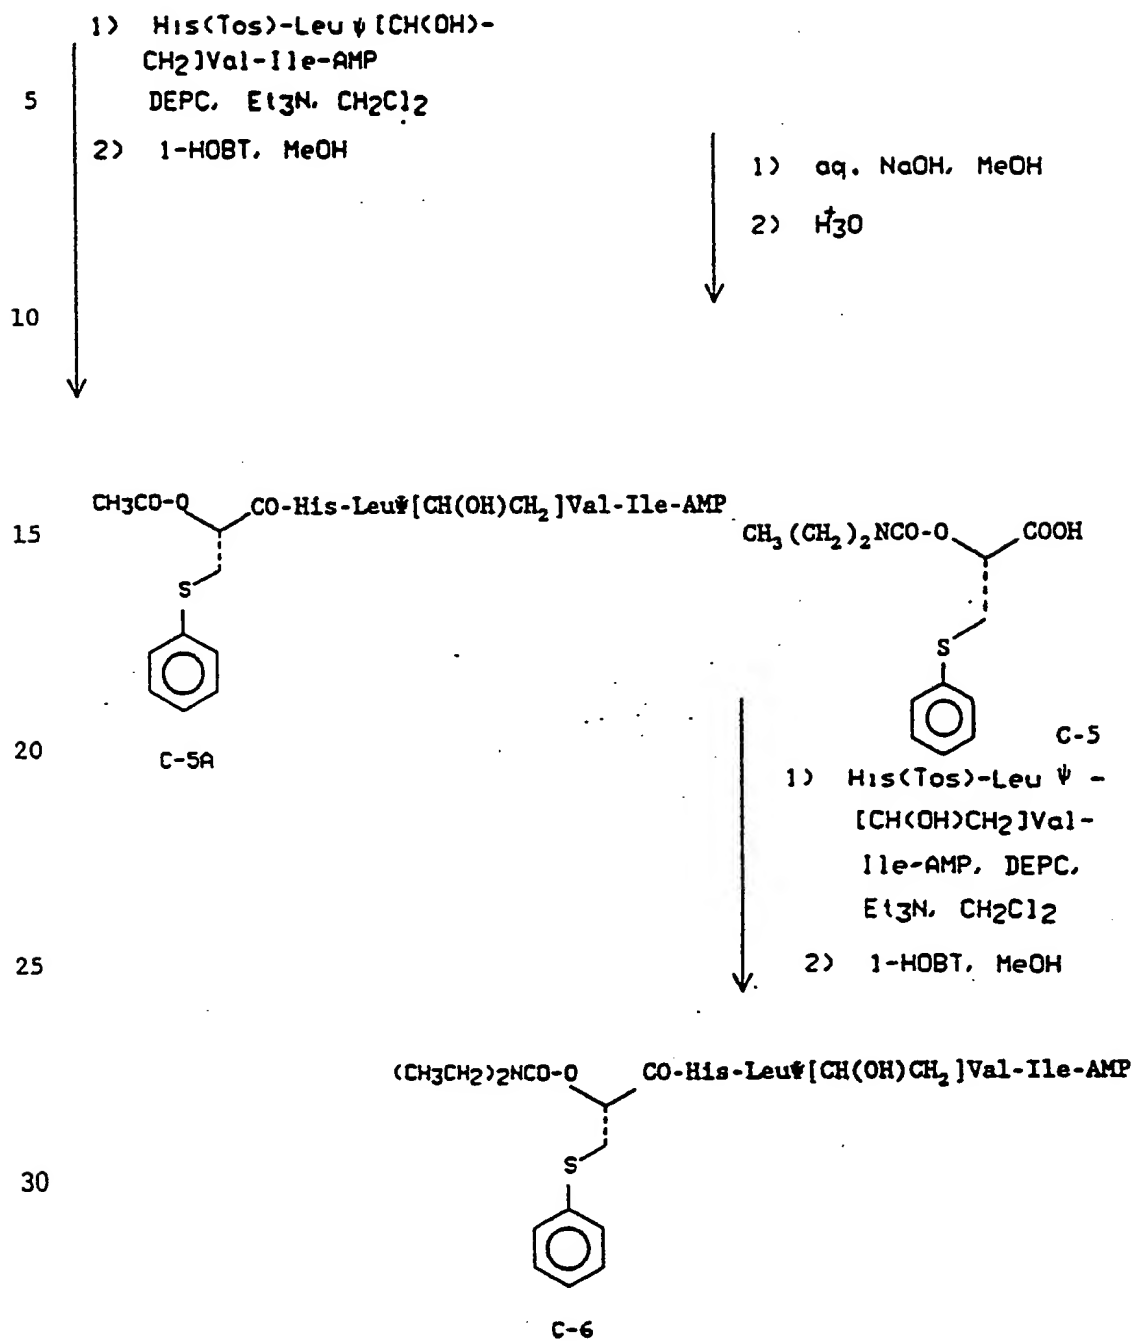 1) His(Tos)-Leu ψ [CH(OH)-
CH2]Val-Ile-AMP
5
DEPC, Et3N, CH2Cl2
2) 1-HOBT, MeOH
1) aq. NaOH, MeOH
2) H3O+
10
CH3CO-O
CO-His-LeuΨ[CH(OH)CH2]Val-Ile-AMP
15
CH3(CH2)2NCO-O
COOH
S
S
C-5
20
C-5A
1) His(Tos)-Leu ψ -
[CH(OH)CH2]Val-
Ile-AMP, DEPC,
Et3N, CH2Cl2
25
2) 1-HOBT, MeOH
(CH3CH2)2NCO-O
CO-His-LeuΨ[CH(OH)CH2]Val-Ile-AMP
S
30
C-6